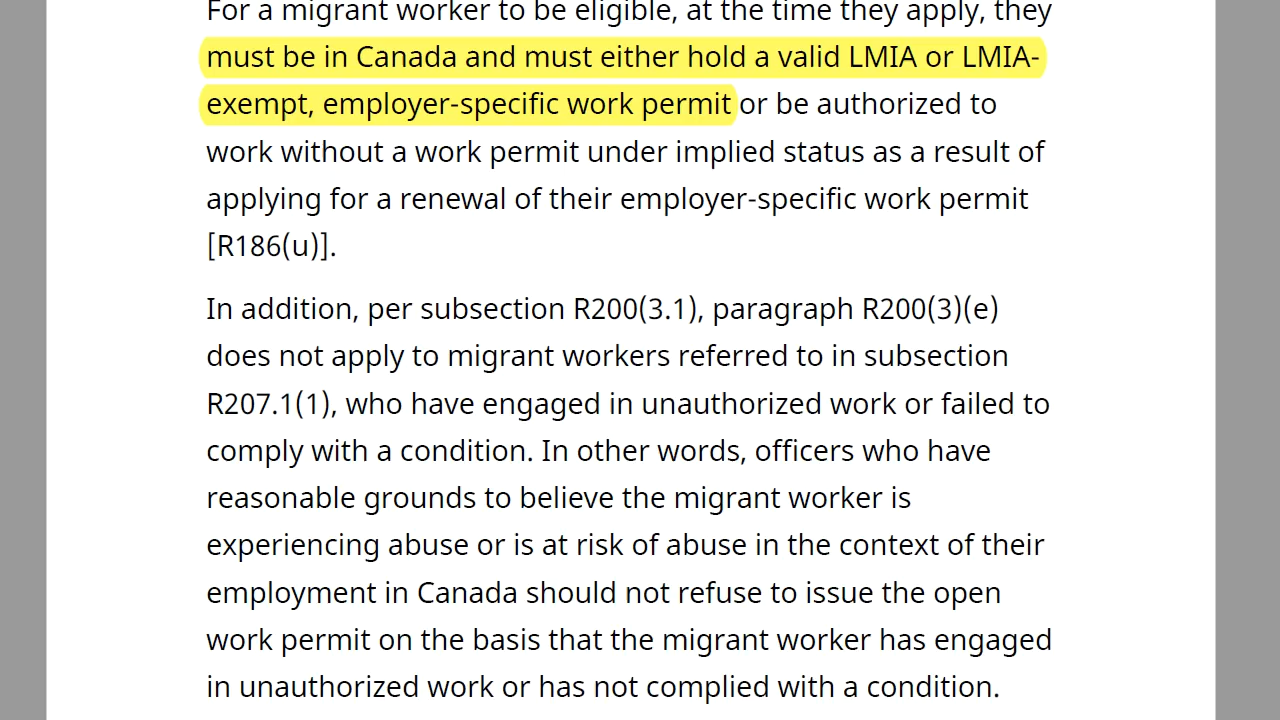 For a migrant worker to be eligible, at the time they apply, they
must be in Canada and must either hold a valid LMIA or LMIA-
exempt, employer-specific work permit or be authorized to
work without a work permit under implied status as a result of
applying for a renewal of their employer-specific work permit
[R186(u)].
In addition, per subsection R200(3.1), paragraph R200(3)(e)
does not apply to migrant workers referred to in subsection
R207.1(1), who have engaged in unauthorized work or failed to
comply with a condition. In other words, officers who have
reasonable grounds to believe the migrant worker is
experiencing abuse or is at risk of abuse in the context of their
employment in Canada should not refuse to issue the open
work permit on the basis that the migrant worker has engaged
in unauthorized work or has not complied with a condition.